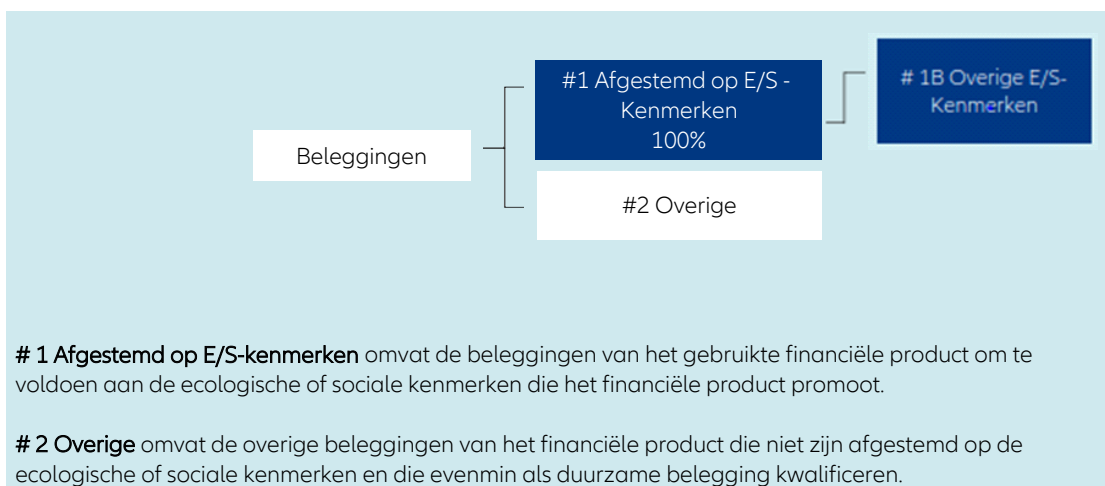 #1 Afgestemd op E/S -
Kenmerken
100%
# 1B Overige E/S-
Kenmerken
Beleggingen
#2 Overige
# 1 Afgestemd op E/S-kenmerken omvat de beleggingen van het gebruikte financiële product om te
voldoen aan de ecologische of sociale kenmerken die het financiële product promoot.
# 2 Overige omvat de overige beleggingen van het financiële product die niet zijn afgestemd op de
ecologische of sociale kenmerken en die evenmin als duurzame belegging kwalificeren.